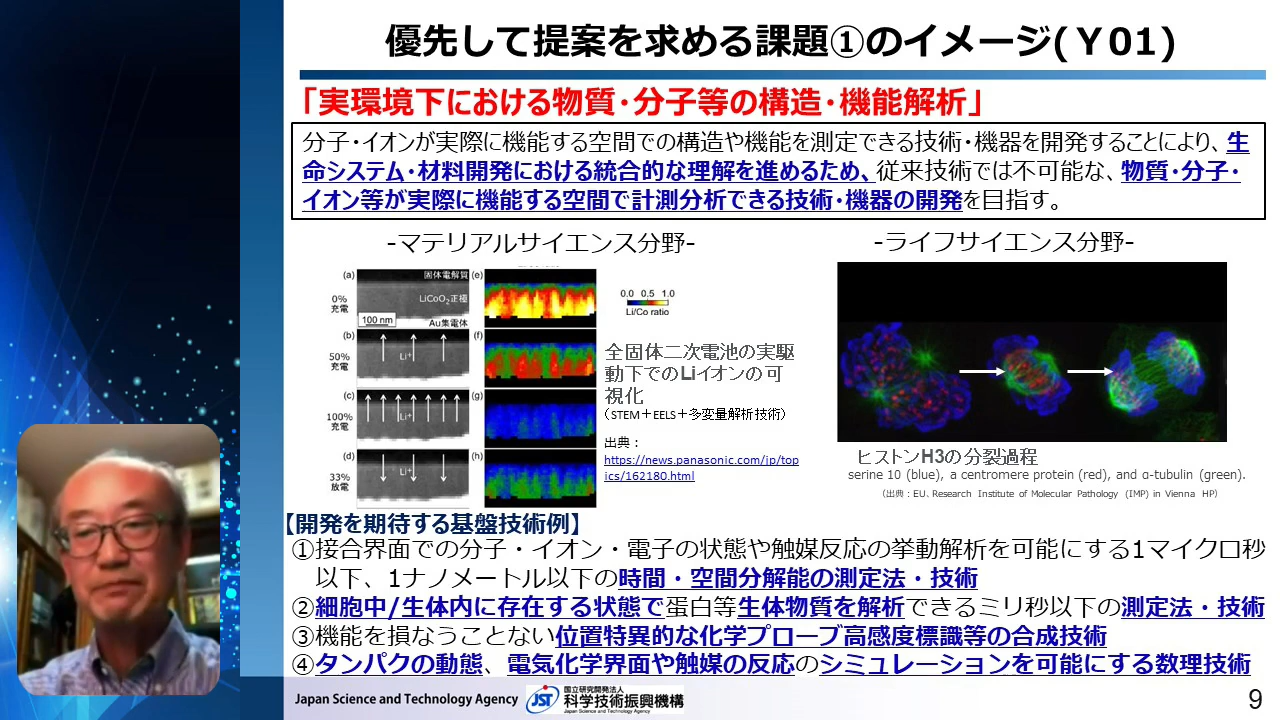 優先して提案を求める課題①のイメージ(Ｙ01)
「実環境下における物質・分子等の構造・機能解析」
分子・イオンが実際に機能する空間での構造や機能を測定できる技術・機器を開発することにより、生
命システム・材料開発における統合的な理解を進めるため、従来技術では不可能な、物質・分子・
イオン等が実際に機能する空間で計測分析できる技術・機器の開発を目指す。
-マテリアルサイエンス分野-
(a) 固体電解質 (e)
0%
充電
LiCoO₂正極
100 nm
Au集電体
(b) (f)
50%
充電
Li⁺
(c) (g)
100%
充電
Li⁺
(d) (h)
33%
放電
Li⁺
0.0 0.5 1.0
Li/Co ratio
全固体二次電池の実駆
動下でのLiイオンの可
視化
（STEM＋EELS＋多変量解析技術）
出典：
https://news.panasonic.com/jp/top
ics/162180.html
-ライフサイエンス分野-
ヒストンH3の分裂過程
serine 10 (blue), a centromere protein (red), and α-tubulin (green).
（出典：EU、Research Institute of Molecular Pathology (IMP) in Vienna HP）
【開発を期待する基盤技術例】
①接合界面での分子・イオン・電子の状態や触媒反応の挙動解析を可能にする1マイクロ秒
以下、1ナノメートル以下の時間・空間分解能の測定法・技術
②細胞中/生体内に存在する状態で蛋白等生体物質を解析できるミリ秒以下の測定法・技術
③機能を損なうことない位置特異的な化学プローブ高感度標識等の合成技術
④タンパクの動態、電気化学界面や触媒の反応のシミュレーションを可能にする数理技術
Japan Science and Technology Agency
JST
国立研究開発法人
科学技術振興機構
Japan Science and Technology Agency
9